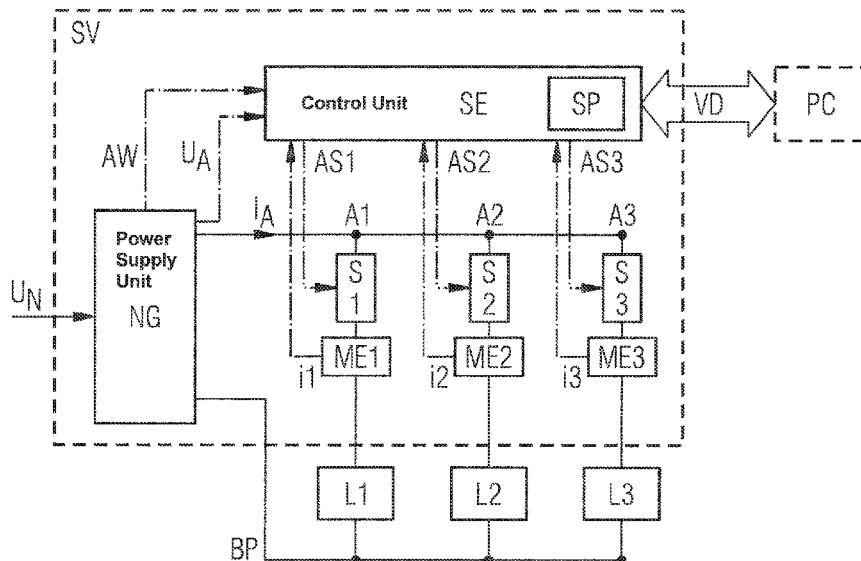 SV
Control Unit SE SP
VD
PC
AW
U_A
AS1
AS2
AS3
I_A
A1
A2
A3
Power
Supply
Unit
NG
U_N
S
1
S
2
S
3
ME1
ME2
ME3
i1
i2
i3
L1
L2
L3
BP